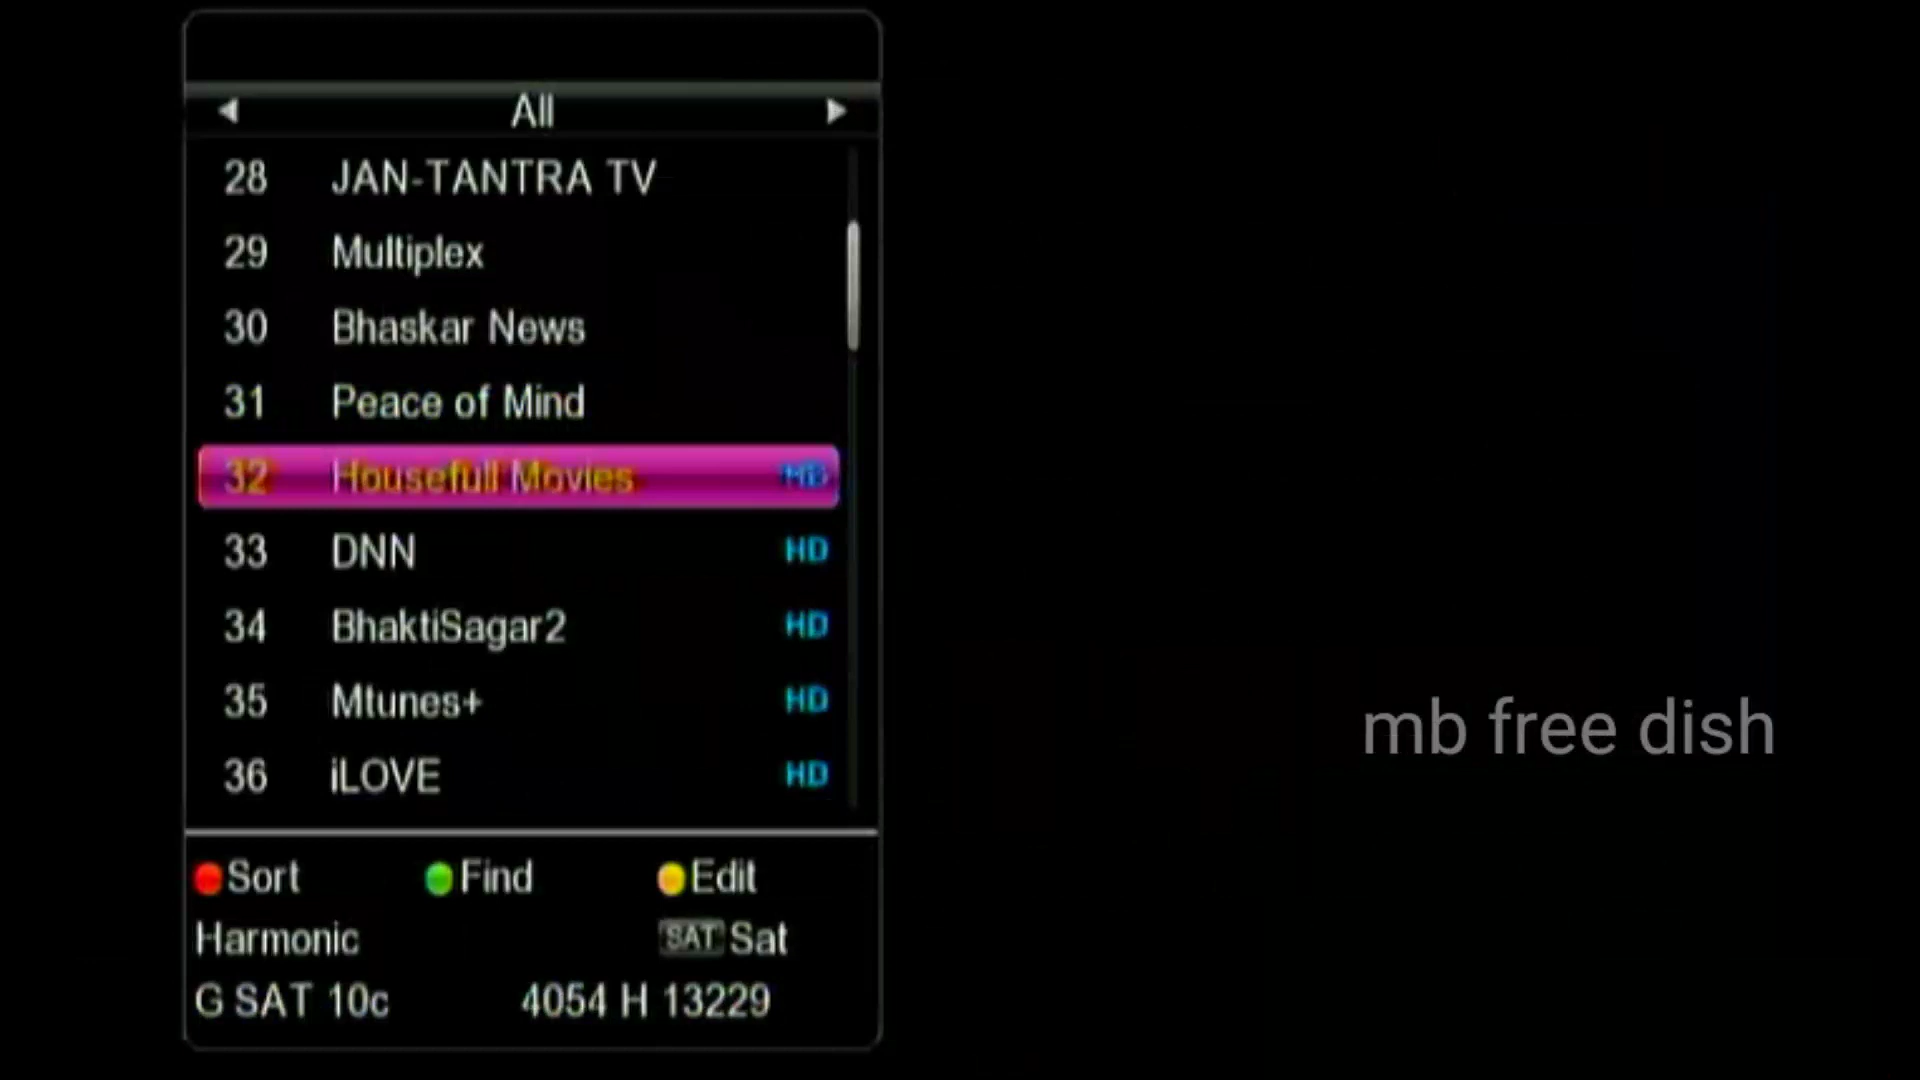 All
28 JAN-TANTRA TV
29 Multiplex
30 Bhaskar News
31 Peace of Mind
32 Housefull Movies HD
33 DNN HD
34 BhaktiSagar2 HD
35 Mtunes+ HD
36 iLOVE HD
Sort Find Edit
Harmonic SAT Sat
G SAT 10c 4054 H 13229
mb free dish